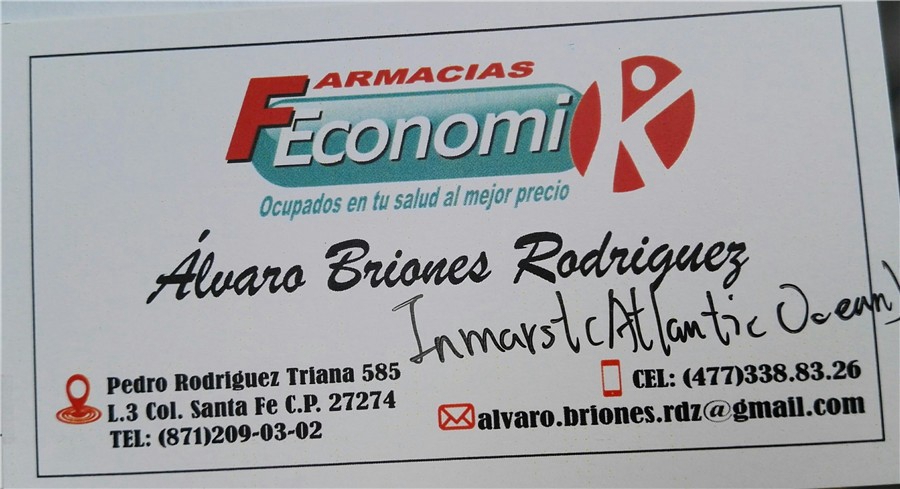 FARMACIAS
EconomiK
Ocupados en tu salud al mejor precio
Álvaro Briones Rodriguez
Inmarst(Atlantic Ocean)
Pedro Rodriguez Triana 585
L.3 Col. Santa Fe C.P. 27274
TEL: (871)209-03-02
CEL: (477)338.83.26
alvaro.briones.rdz@gmail.com